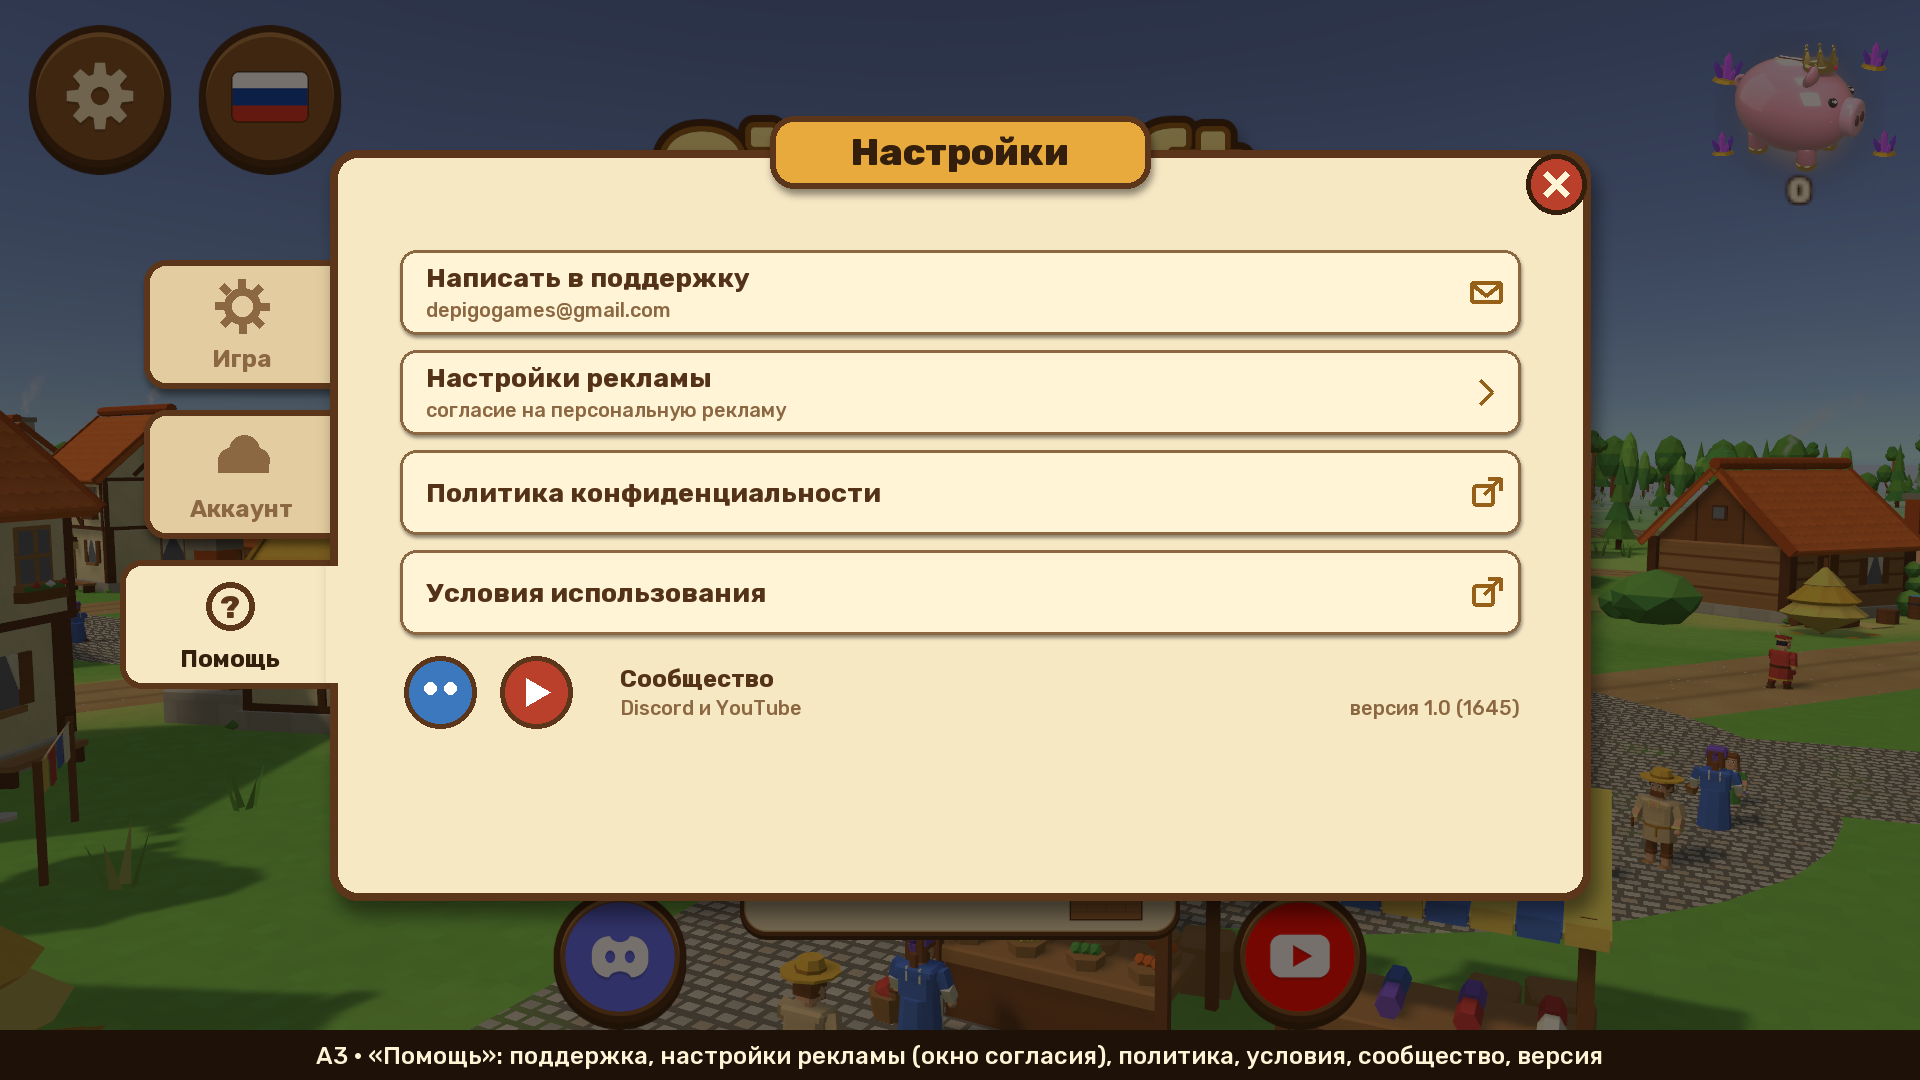 Настройки
0
Написать в поддержку
depigogames@gmail.com
Игра
Настройки рекламы
согласие на персональную рекламу
Политика конфиденциальности
Аккаунт
Условия использования
Помощь
Сообщество
Discord и YouTube
версия 1.0 (1645)
A3 • «Помощь»: поддержка, настройки рекламы (окно согласия), политика, условия, сообщество, версия